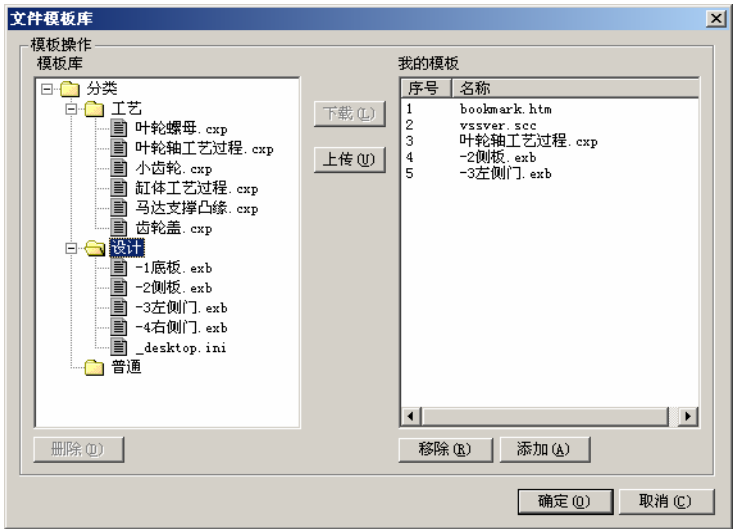 文件模板库
模板操作
模板库
分类
工艺
叶轮螺母.cxp
叶轮轴工艺过程.cxp
小齿轮.cxp
缸体工艺过程.cxp
马达支撑凸缘.cxp
齿轮盖.cxp
设计
-1底板.exb
-2侧板.exb
-3左侧门.exb
-4右侧门.exb
_desktop.ini
普通
删除(D)
下载(L)
上传(U)
我的模板
序号 名称
1 bookmark.htm
2 vssver.scc
3 叶轮轴工艺过程.cxp
4 -2侧板.exb
5 -3左侧门.exb
移除(R) 添加(A)
确定(O) 取消(C)